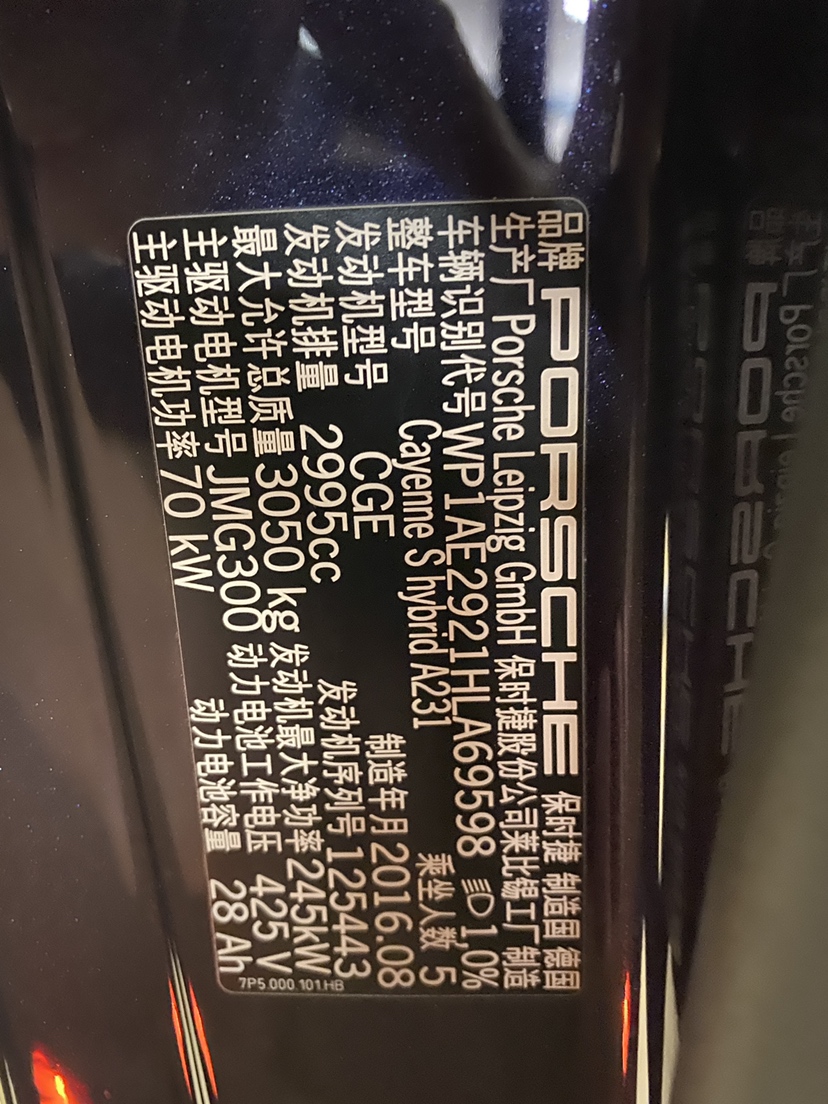 品牌 PORSCHE 保时捷 制造国 德国
生产厂 Porsche Leipzig GmbH 保时捷股份公司莱比锡工厂 制造
车辆识别代号 WP1AE2921HLA69598 1,0%
整车型号 Cayenne S hybrid A231 乘坐人数 5
发动机型号 CGE 制造年月 2016.08
发动机排量 2995cc 发动机序列号 125443
最大允许总质量 3050 kg 发动机最大净功率 245kW
主驱动电机型号 JMG300 动力电池工作电压 425 V
主驱动电机功率 70 kW 动力电池容量 28 Ah
7P5.000.101.HB